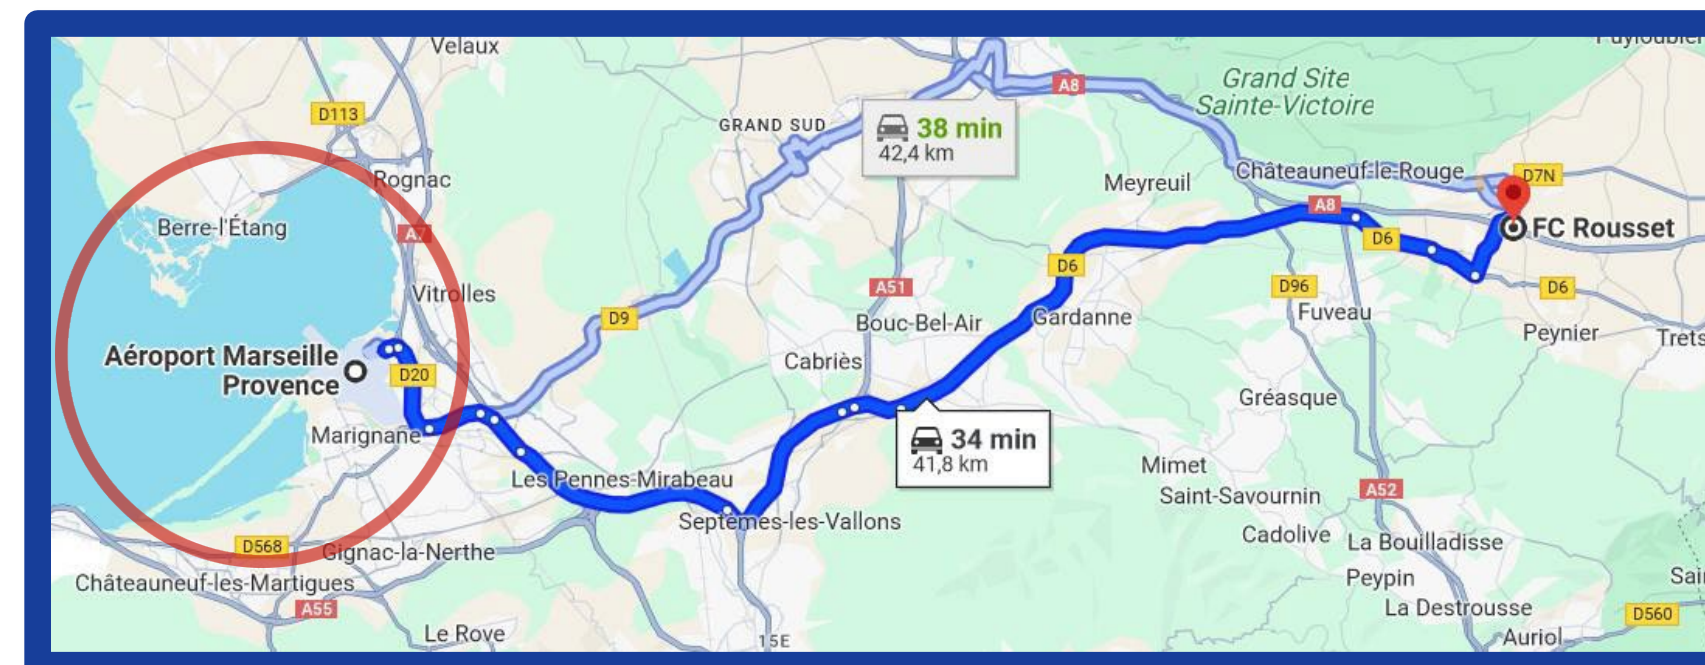 Velaux
Puyloubier
Grand Site
Sainte-Victoire
A8
D113
GRAND SUD
38 min
42,4 km
Rognac
Meyreuil
Châteauneuf-le-Rouge
D7N
Berre-l'Étang
A7
A8
FC Rousset
D6
D6
Vitrolles
A51
D96
D6
D9
Bouc-Bel-Air
Gardanne
Fuveau
Peynier
Trets
Aéroport Marseille
Provence
D20
Cabriès
Gréasque
Marignane
34 min
41,8 km
Les Pennes-Mirabeau
Mimet
Saint-Savournin
A52
Septèmes-les-Vallons
Cadolive
La Bouilladisse
D568
Gignac-la-Nerthe
Châteauneuf-les-Martigues
Peypin
Sai
A55
La Destrousse
D560
Le Rove
15E
Auriol